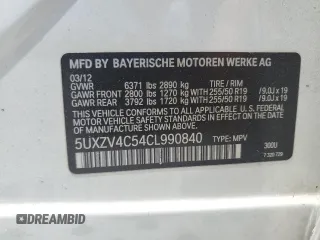 MFD BY BAYERISCHE MOTOREN WERKE AG
03/12
GVWR 6371 lbs 2890 kg TIRE / RIM
GAWR FRONT 2800 lbs 1270 kg WITH 255/50 R19 /9.0J x 19
GAWR REAR 3792 lbs 1720 kg WITH 255/50 R19 /9.0J x 19
THIS VEHICLE CONFORMS TO ALL APPLICABLE FEDERAL
MOTOR VEHICLE SAFETY STANDARDS IN EFFECT ON
THE DATE OF MANUFACTURE SHOWN ABOVE.
5UXZV4C54CL990840 TYPE: MPV
300U
© AUTOBIDMASTER
DREAMBID